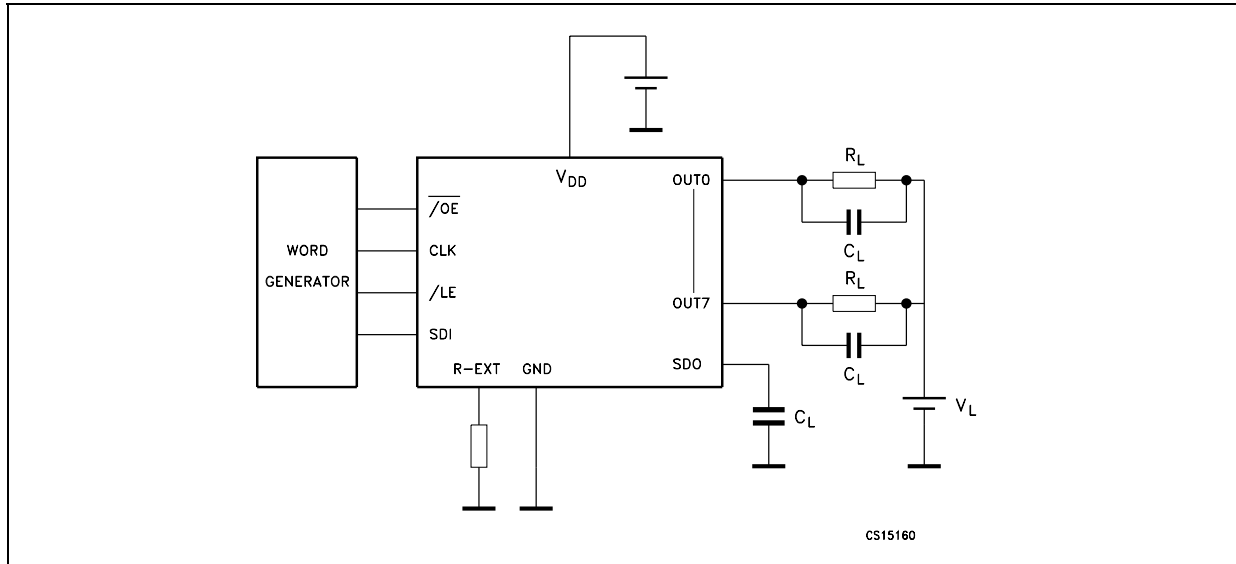 V_DD
OUT0
/OE
CLK
/LE
SDI
WORD
GENERATOR
OUT7
SDO
R-EXT
GND
R_L
C_L
R_L
C_L
C_L
V_L
CS15160